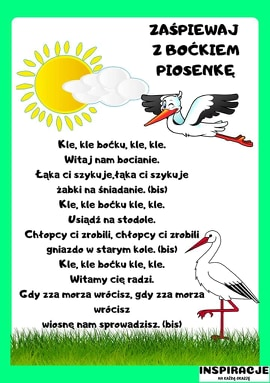 ZAŚPIEWAJ
Z BOĆKIEM
PIOSENKĘ
Kle, kle boćku, kle, kle.
Witaj nam bocianie.
Łąka ci szykuje,łąka ci szykuje
żabki na śniadanie. (bis)
Kle, kle boćku kle, kle.
Usiądź na stodole.
Chłopcy ci zrobili, chłopcy ci zrobili
gniazdo w starym kole. (bis)
Kle, kle boćku kle, kle.
Witamy cię radzi.
Gdy zza morza wrócisz, gdy zza morza
wrócisz
wiosnę nam sprowadzisz. (bis)
INSPIRACJE
NA KAŻDĄ OKAZJĘ